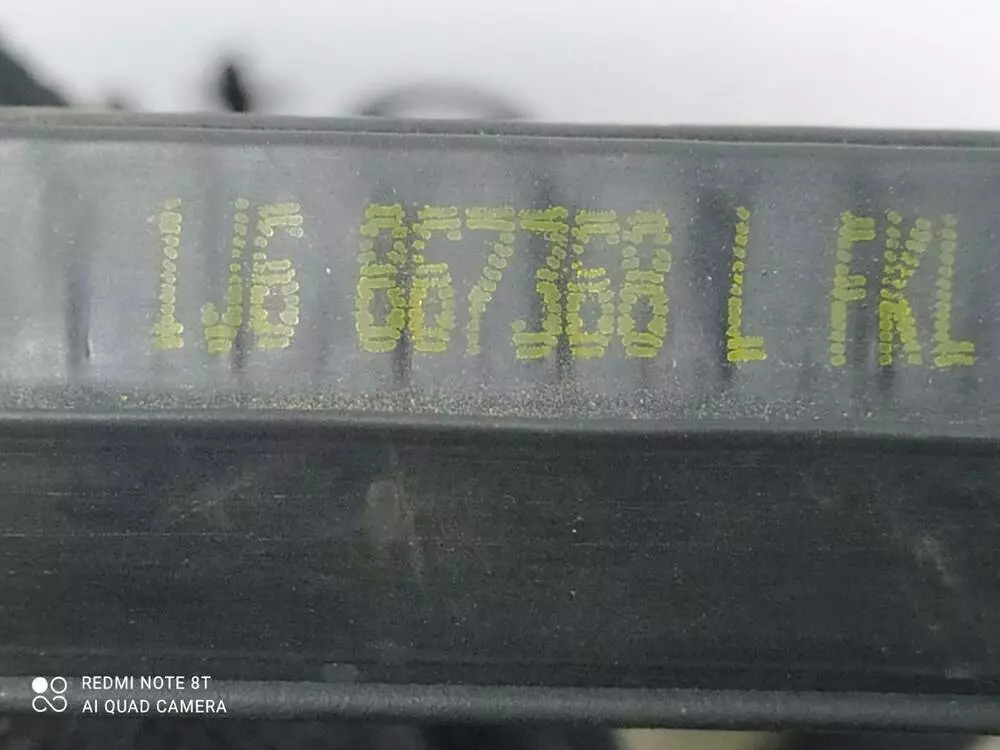 1J6 867368 L FKL
REDMI NOTE 8T
AI QUAD CAMERA